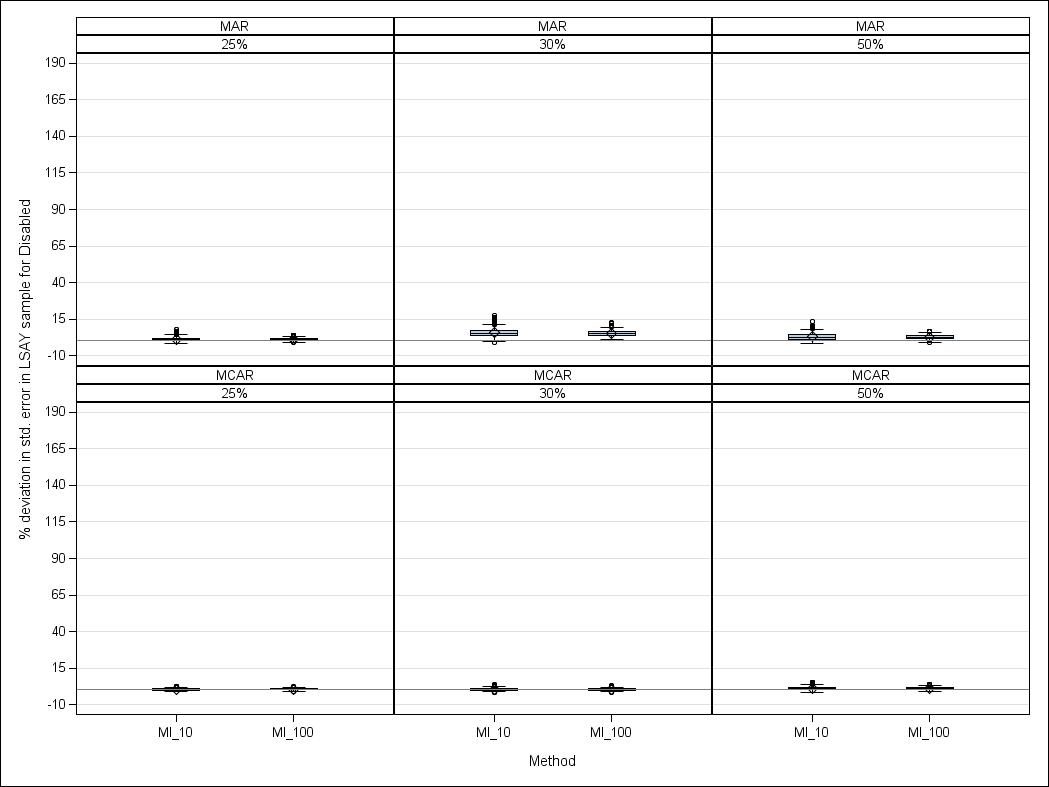 MAR MAR MAR
25% 30% 50%
190
165
140
115
90
65
40
15
-10
MCAR MCAR MCAR
25% 30% 50%
190
165
140
115
90
65
40
15
-10
% deviation in std. error in LSAY sample for Disabled
MI_10 MI_100 MI_10 MI_100 MI_10 MI_100
Method